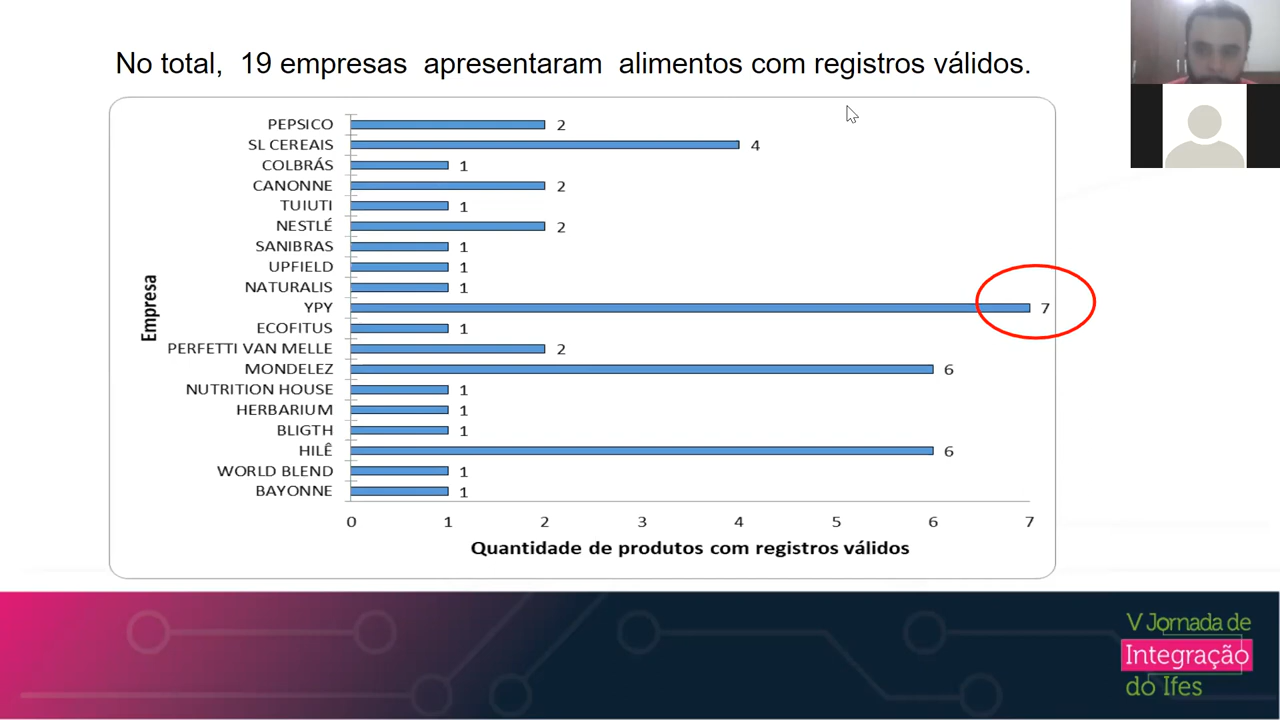 No total, 19 empresas apresentaram alimentos com registros válidos.
Empresa
PEPSICO 2
SL CEREAIS 4
COLBRÁS 1
CANONNE 2
TUIUTI 1
NESTLÉ 2
SANIBRAS 1
UPFIELD 1
NATURALIS 1
YPY 7
ECOFITUS 1
PERFETTI VAN MELLE 2
MONDELEZ 6
NUTRITION HOUSE 1
HERBARIUM 1
BLIGTH 1
HILÊ 6
WORLD BLEND 1
BAYONNE 1
0 1 2 3 4 5 6 7
Quantidade de produtos com registros válidos
V Jornada de
Integração
do Ifes